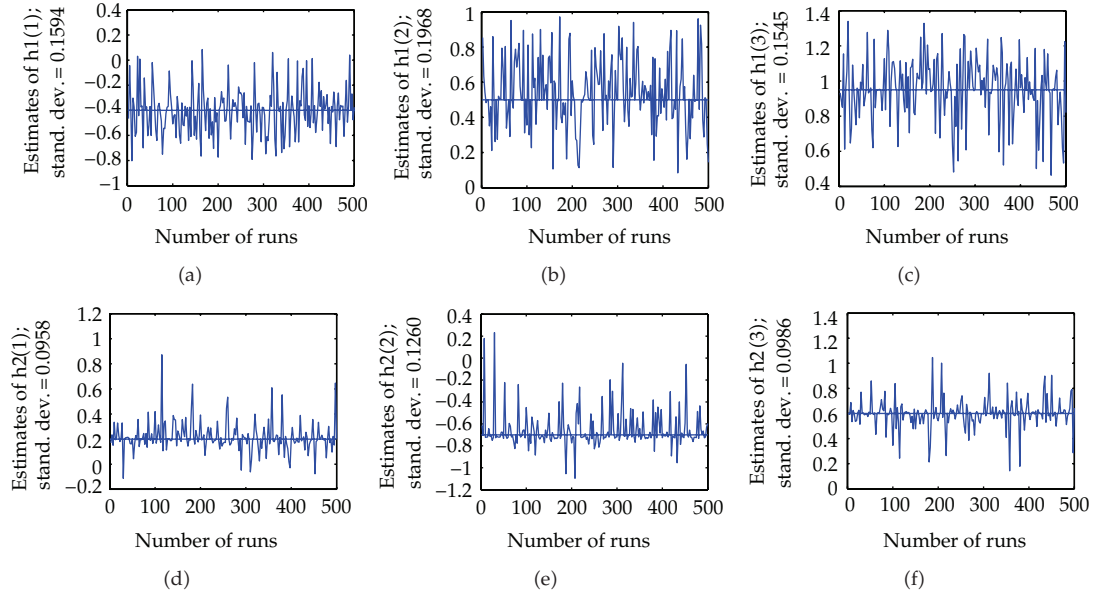 Estimates of h1(1);
stand. dev. = 0.1594
0.4
0.2
0
−0.2
−0.4
−0.6
−0.8
−1
0 100 200 300 400 500
Number of runs
(a)
Estimates of h1(2);
stand. dev. = 0.1968
1
0.8
0.6
0.4
0.2
0
0 100 200 300 400 500
Number of runs
(b)
Estimates of h1(3);
stand. dev. = 0.1545
1.4
1.2
1
0.8
0.6
0.4
0 100 200 300 400 500
Number of runs
(c)
Estimates of h2(1);
stand. dev. = 0.0958
1.2
1
0.8
0.6
0.4
0.2
0
−0.2
0 100 200 300 400 500
Number of runs
(d)
Estimates of h2(2);
stand. dev. = 0.1260
0.4
0.2
0
−0.2
−0.4
−0.6
−0.8
−1
−1.2
0 100 200 300 400 500
Number of runs
(e)
Estimates of h2 (3);
stand. dev. = 0.0986
1.4
1.2
1
0.8
0.6
0.4
0.2
0
0 100 200 300 400 500
Number of runs
(f)